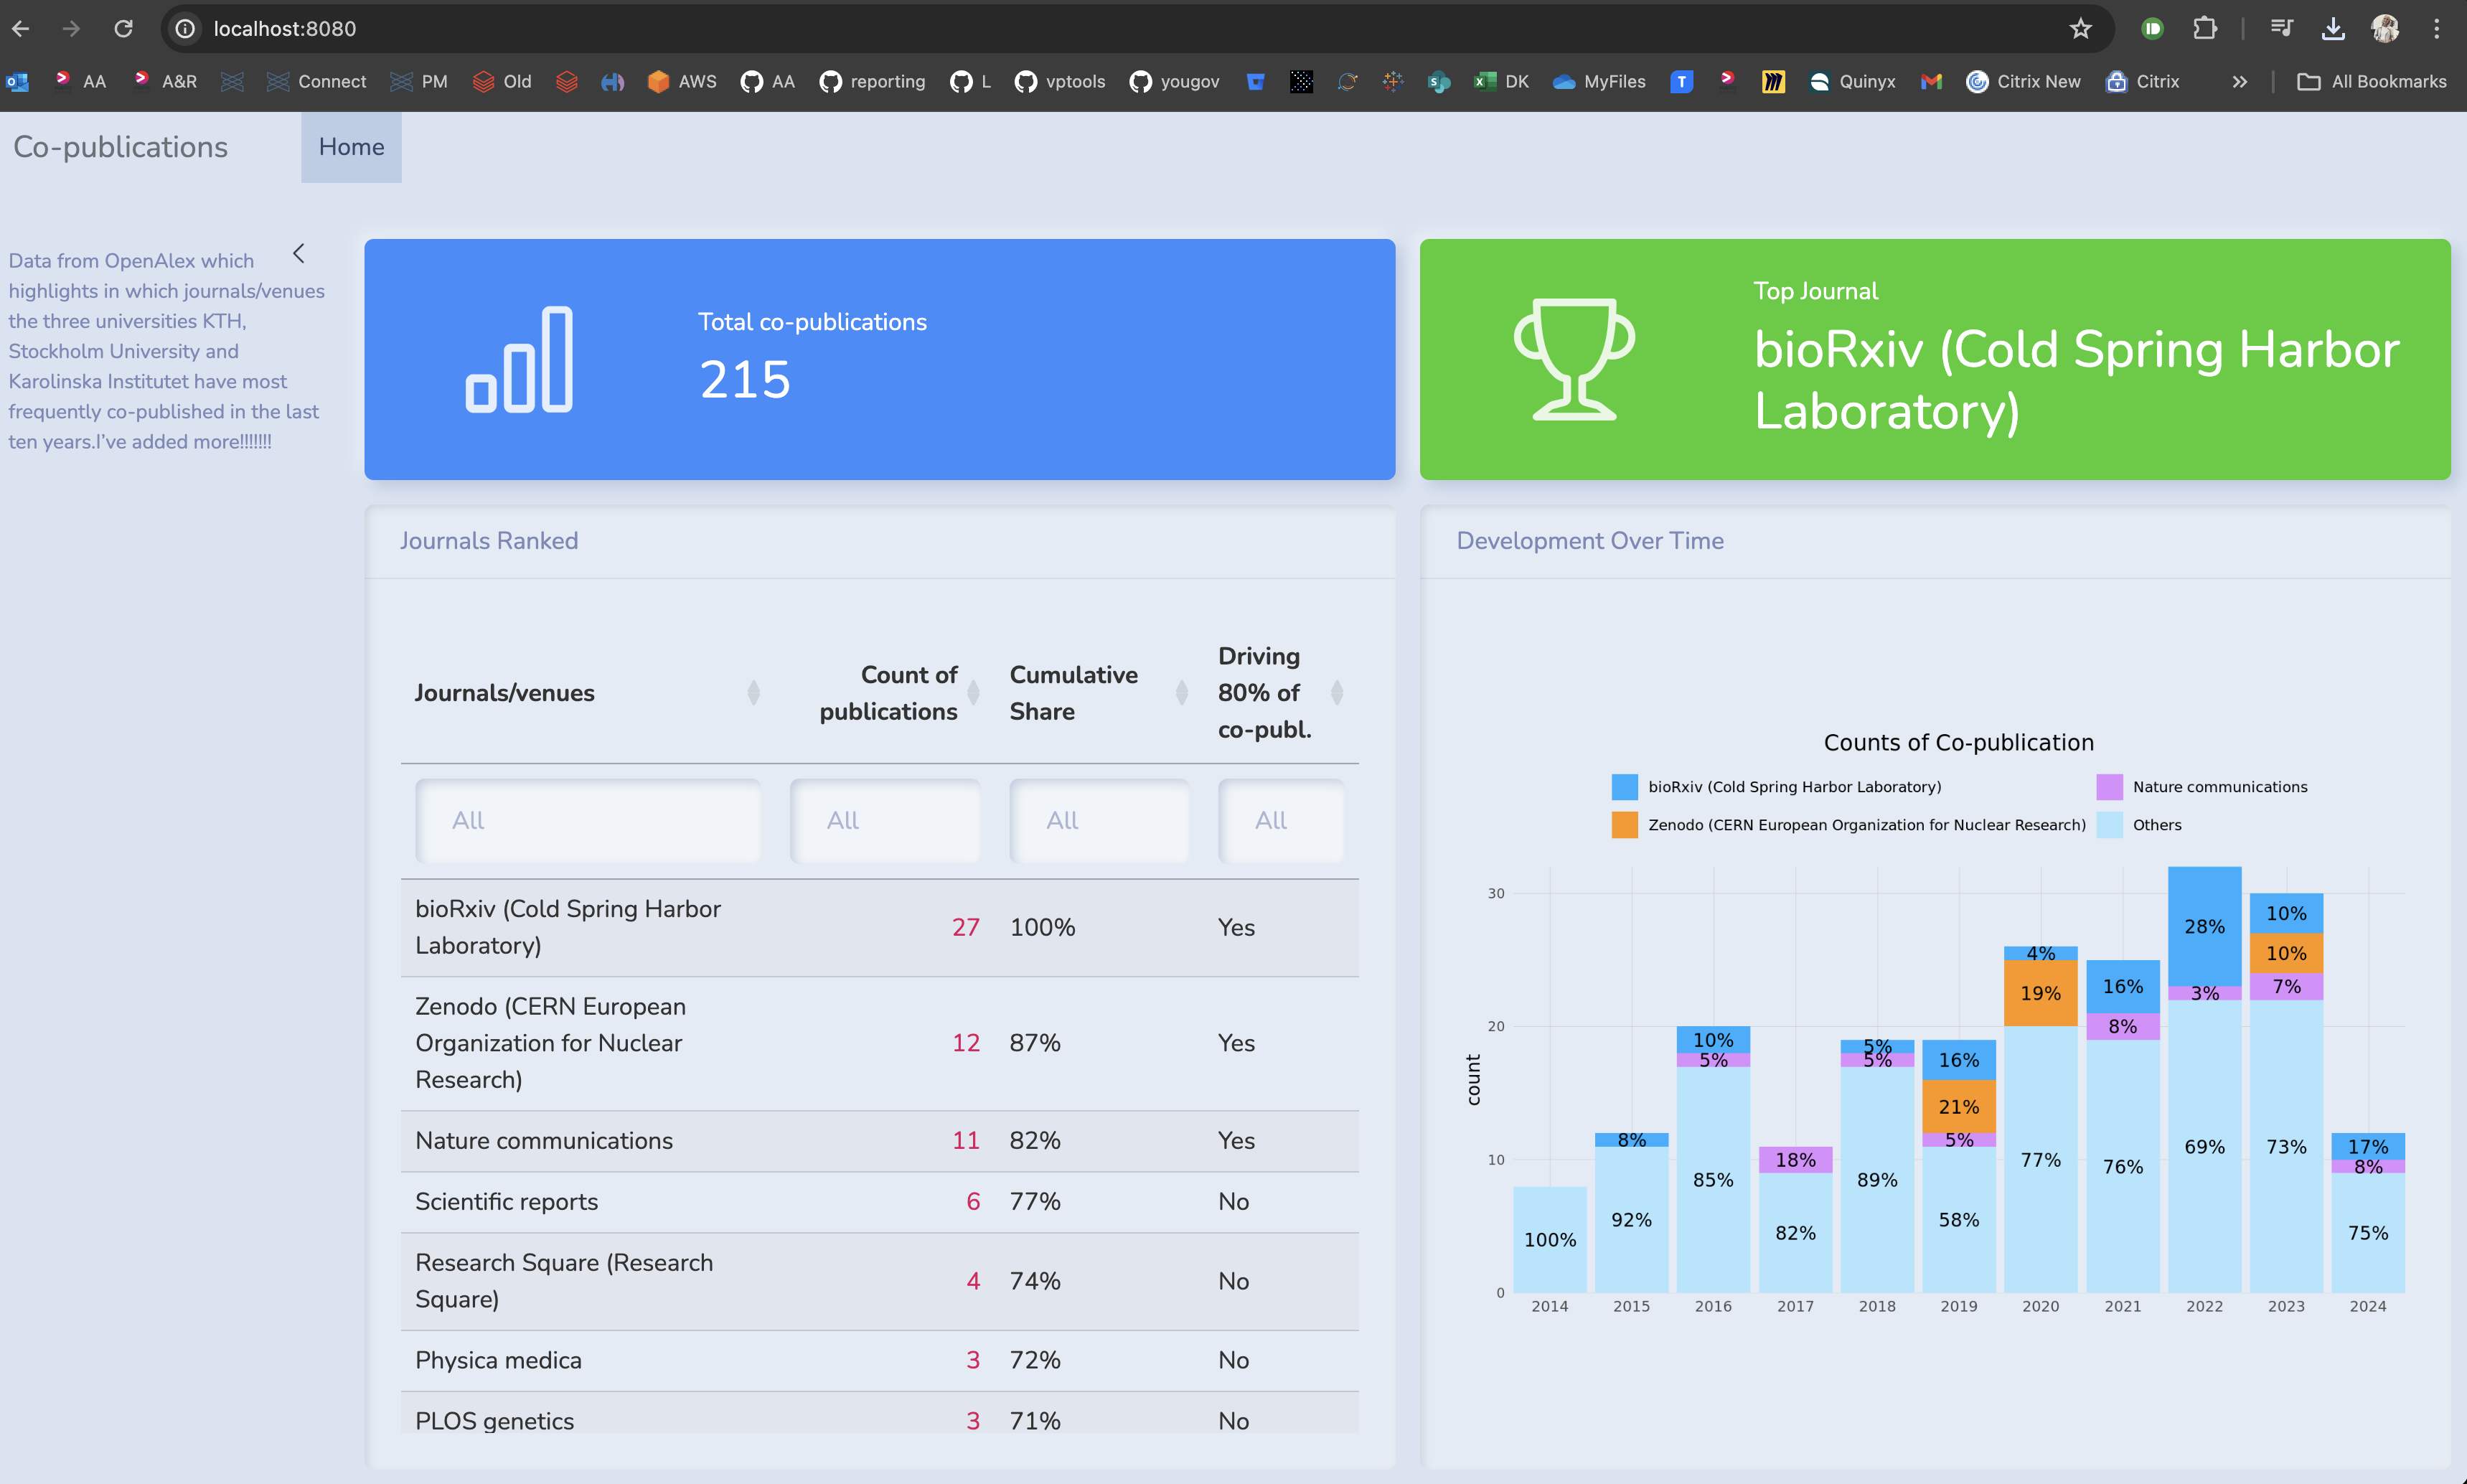 localhost:8080
AA
A&R
Connect
PM
Old
AWS
AA
reporting
L
vptools
yougov
DK
MyFiles
Quinyx
Citrix New
Citrix
All Bookmarks
Co-publications
Home
Data from OpenAlex which
highlights in which journals/venues
the three universities KTH,
Stockholm University and
Karolinska Institutet have most
frequently co-published in the last
ten years.I've added more!!!!!!!
Total co-publications
215
Top Journal
bioRxiv (Cold Spring Harbor
Laboratory)
Journals Ranked
Journals/venues
Count of
publications
Cumulative
Share
Driving
80% of
co-publ.
All
All
All
All
bioRxiv (Cold Spring Harbor
Laboratory)
27
100%
Yes
Zenodo (CERN European
Organization for Nuclear
Research)
12
87%
Yes
Nature communications
11
82%
Yes
Scientific reports
6
77%
No
Research Square (Research
Square)
4
74%
No
Physica medica
3
72%
No
PLOS genetics
3
71%
No
Development Over Time
Counts of Co-publication
bioRxiv (Cold Spring Harbor Laboratory)
Nature communications
Zenodo (CERN European Organization for Nuclear Research)
Others
count
30
20
10
0
100%
8%
92%
10%
5%
85%
18%
82%
5%
5%
89%
16%
21%
5%
58%
4%
19%
77%
16%
8%
76%
28%
3%
69%
10%
10%
7%
73%
17%
8%
75%
2014
2015
2016
2017
2018
2019
2020
2021
2022
2023
2024